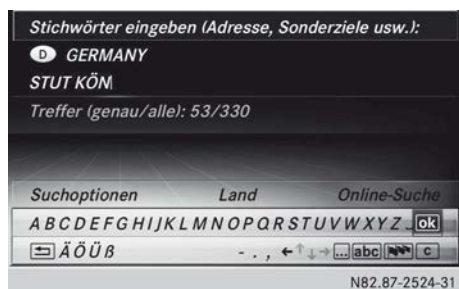 Stichwörter eingeben (Adresse, Sonderziele usw.):
D GERMANY
STUT KÖN
Treffer (genau/alle): 53/330
Suchoptionen Land Online-Suche
A B C D E F G H I J K L M N O P Q R S T U V W X Y Z _ ok
Ä Ö Ü ß - . , ←↑↓→ ... abc c
N82.87-2524-31